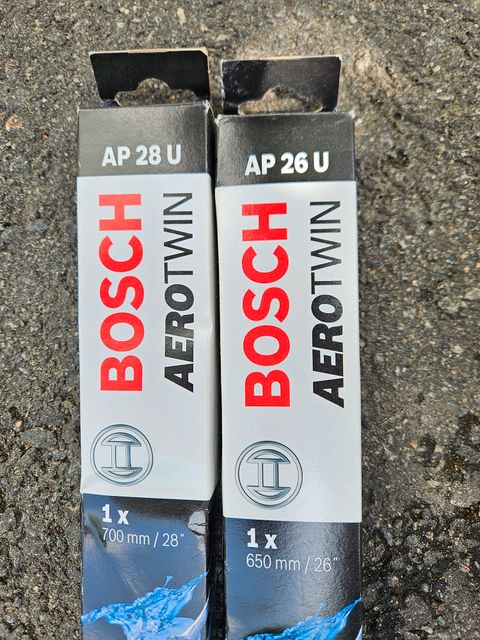 AP 28 U
BOSCH
AEROTWIN
1 x
700 mm / 28"
AP 26 U
BOSCH
AEROTWIN
1 x
650 mm / 26"